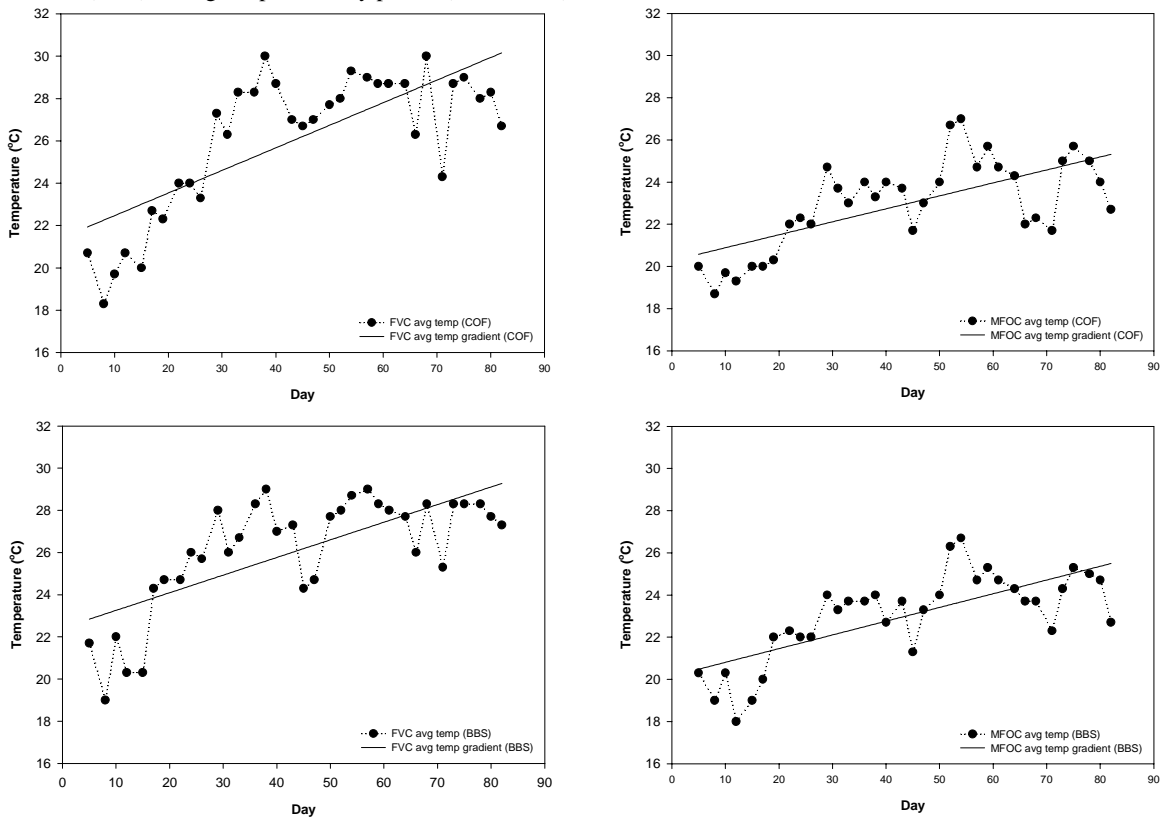 32
30
28
26
24
22
20
18
16
Temperature (°C)
FVC avg temp (COF)
FVC avg temp gradient (COF)
0 10 20 30 40 50 60 70 80 90
Day
32
30
28
26
24
22
20
18
16
Temperature (°C)
MFOC avg temp (COF)
MFOC avg temp gradient (COF)
0 10 20 30 40 50 60 70 80 90
Day
32
30
28
26
24
22
20
18
16
Temperature (°C)
FVC avg temp (BBS)
FVC avg temp gradient (BBS)
0 10 20 30 40 50 60 70 80 90
Day
32
30
28
26
24
22
20
18
16
Temperature (°C)
MFOC avg temp (BBS)
MFOC avg temp gradient (BBS)
0 10 20 30 40 50 60 70 80 90
Day